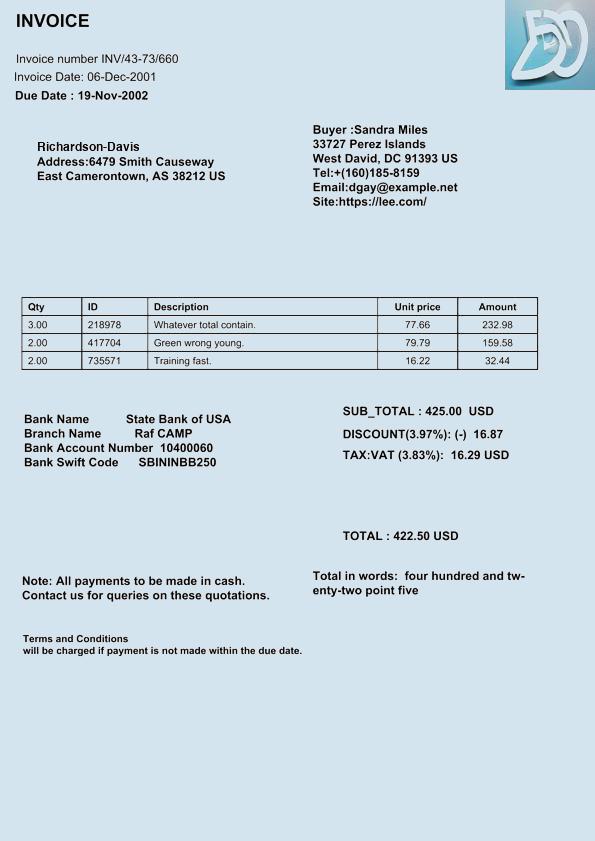 INVOICE
Invoice number INV/43-73/660
Invoice Date: 06-Dec-2001
Due Date : 19-Nov-2002
Richardson-Davis
Address:6479 Smith Causeway
East Camerontown, AS 38212 US
Buyer :Sandra Miles
33727 Perez Islands
West David, DC 91393 US
Tel:+(160)185-8159
Email:dgay@example.net
Site:https://lee.com/
Qty ID Description Unit price Amount
3.00 218978 Whatever total contain. 77.66 232.98
2.00 417704 Green wrong young. 79.79 159.58
2.00 735571 Training fast. 16.22 32.44
Bank Name State Bank of USA
Branch Name Raf CAMP
Bank Account Number 10400060
Bank Swift Code SBININBB250
SUB_TOTAL : 425.00 USD
DISCOUNT(3.97%): (-) 16.87
TAX:VAT (3.83%): 16.29 USD
TOTAL : 422.50 USD
Total in words: four hundred and tw-
enty-two point five
Note: All payments to be made in cash.
Contact us for queries on these quotations.
Terms and Conditions
will be charged if payment is not made within the due date.